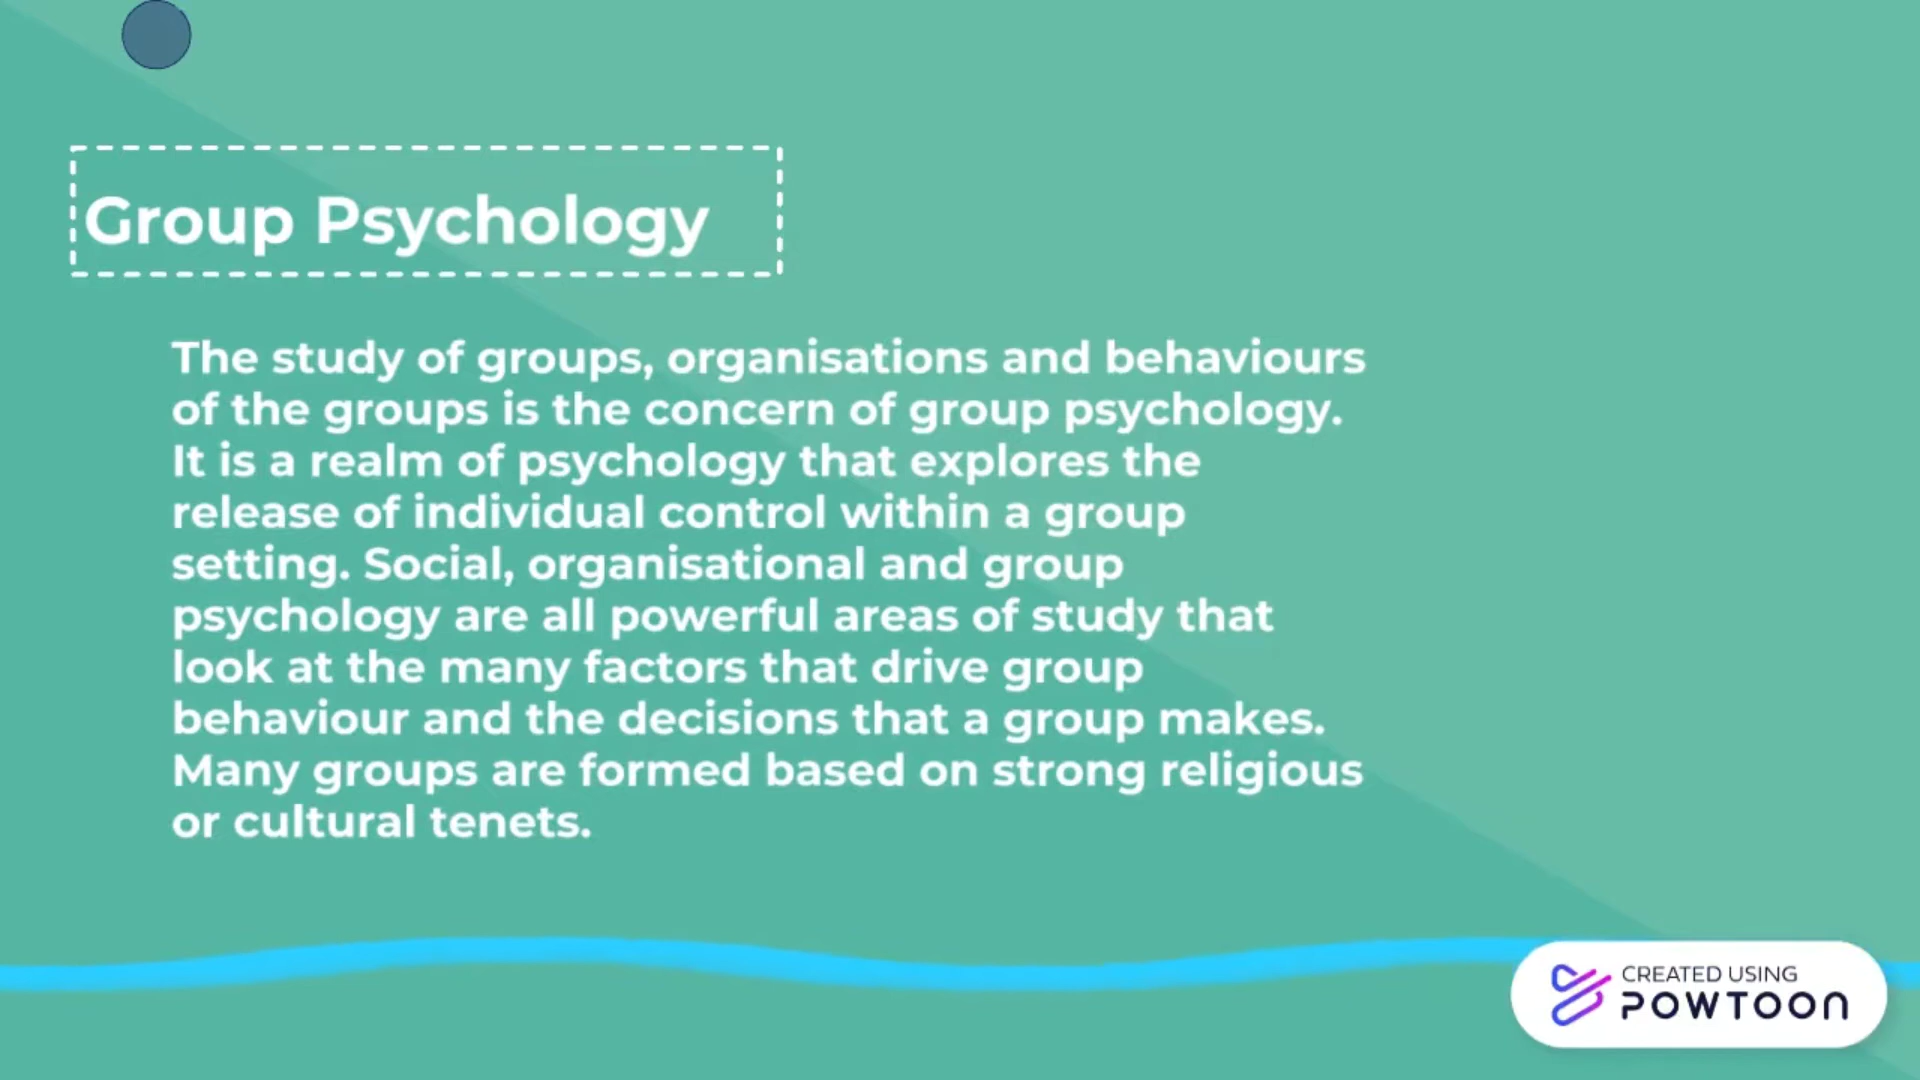 Group Psychology
The study of groups, organisations and behaviours
of the groups is the concern of group psychology.
It is a realm of psychology that explores the
release of individual control within a group
setting. Social, organisational and group
psychology are all powerful areas of study that
look at the many factors that drive group
behaviour and the decisions that a group makes.
Many groups are formed based on strong religious
or cultural tenets.
CREATED USING
POWTOON